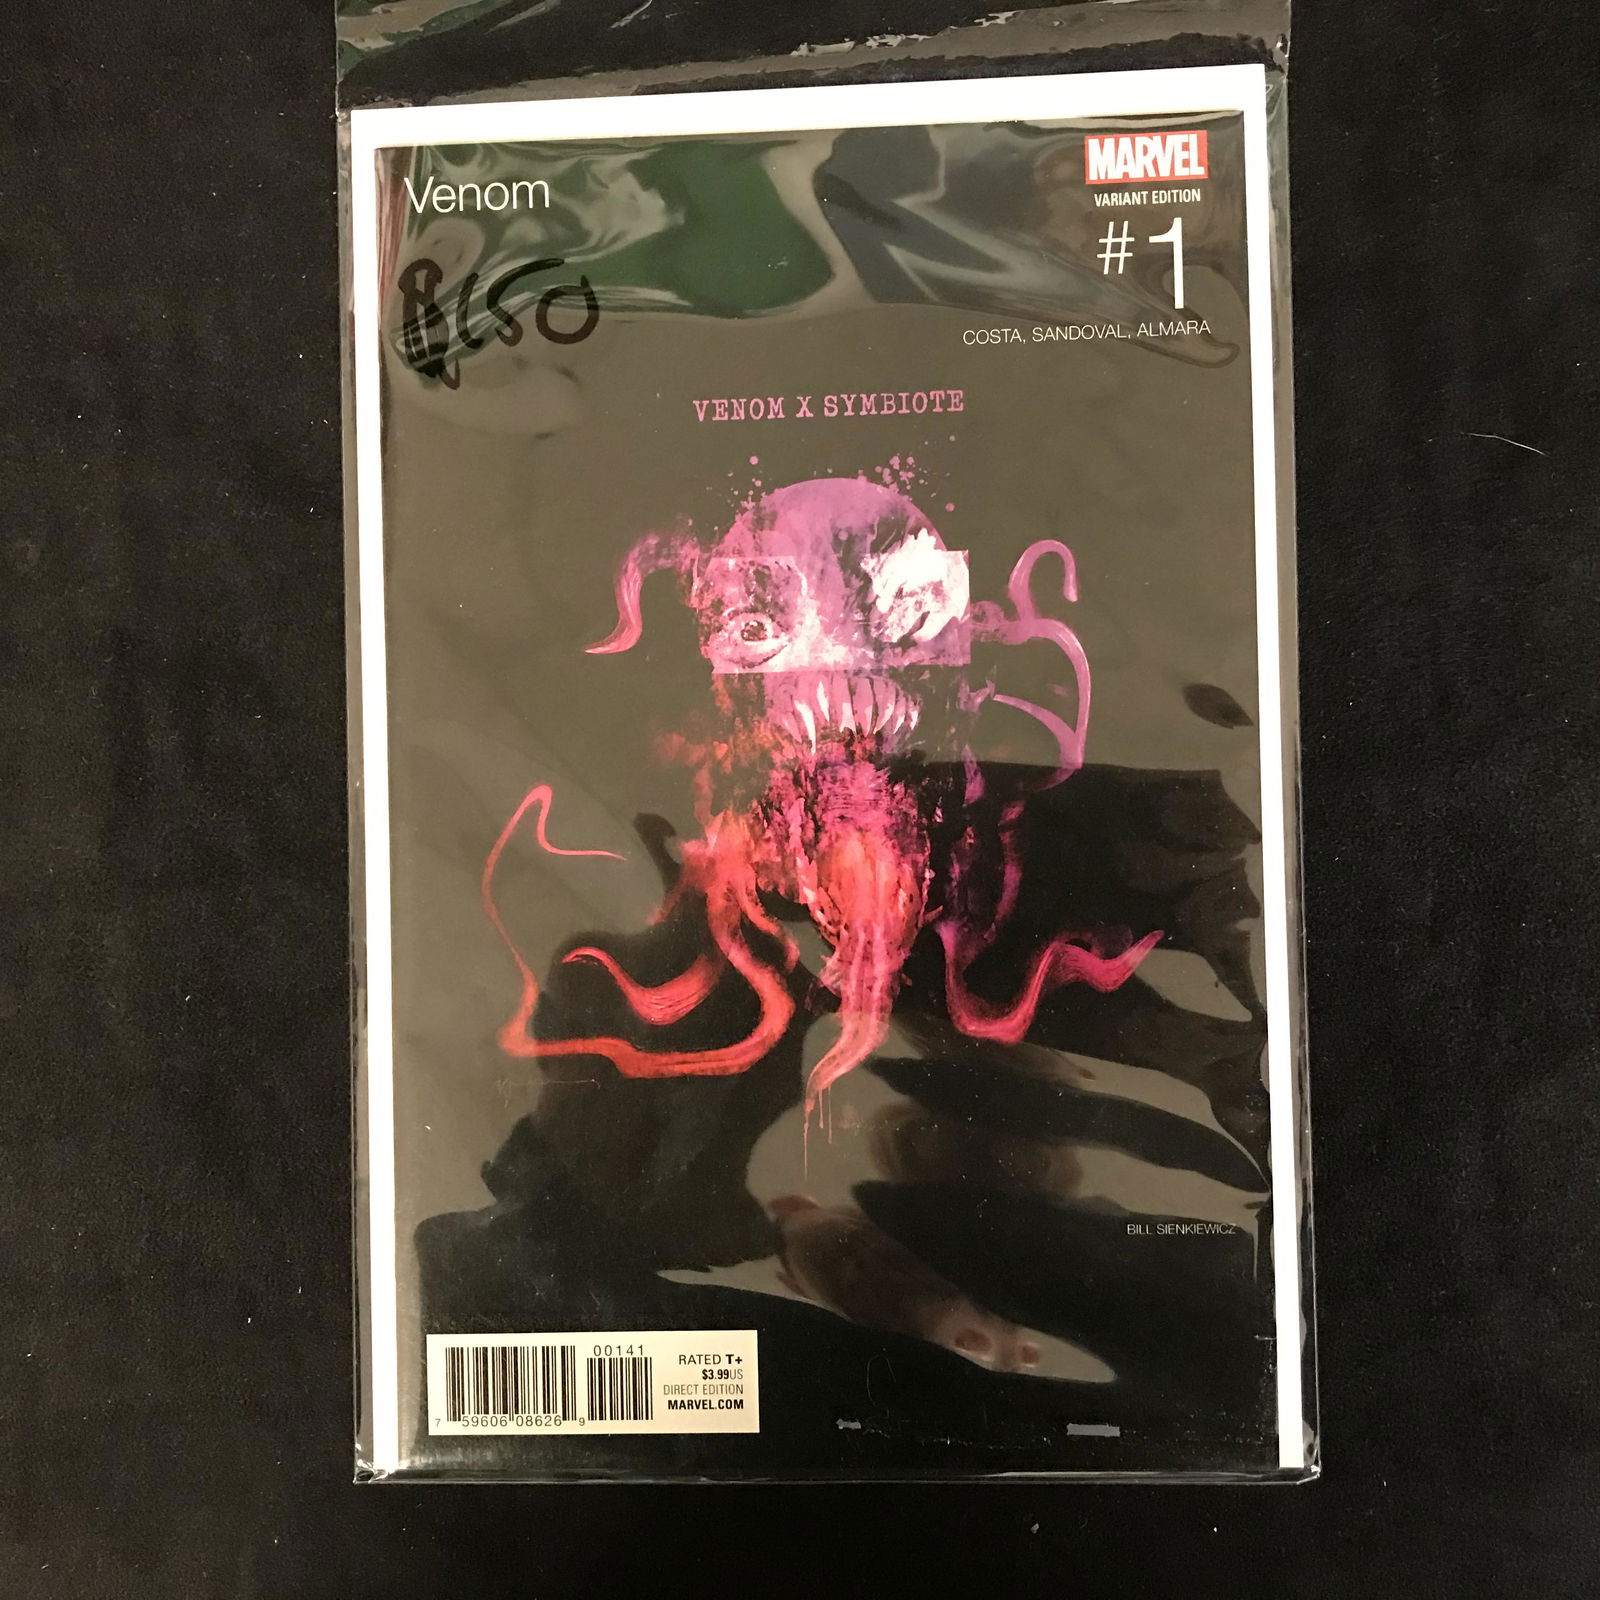 Venom
MARVEL
VARIANT EDITION
#1
COSTA, SANDOVAL, ALMARA
$150
VENOM X SYMBIOTE
BILL SIENKIEWICZ
00141
7 59606 08626 9
RATED T+
$3.99US
DIRECT EDITION
MARVEL.COM